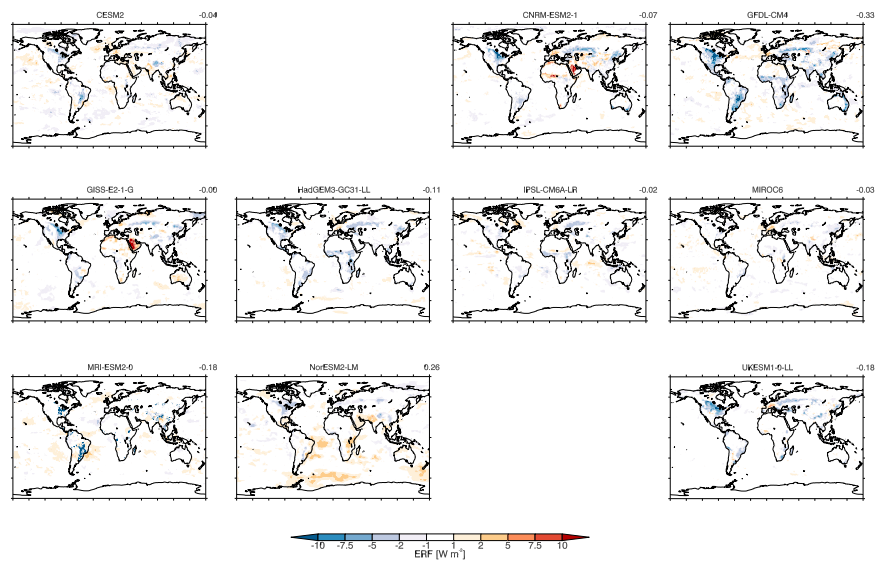 CESM2 -0.04
CNRM-ESM2-1 -0.07
GFDL-CM4 -0.33
GISS-E2-1-G -0.00
HadGEM3-GC31-LL -0.11
IPSL-CM6A-LR -0.02
MIROC6 -0.03
MRI-ESM2-0 -0.18
NorESM2-LM 0.26
UKESM1-0-LL -0.18
-10 -7.5 -5 -2 -1 1 2 5 7.5 10
ERF [W m⁻²]